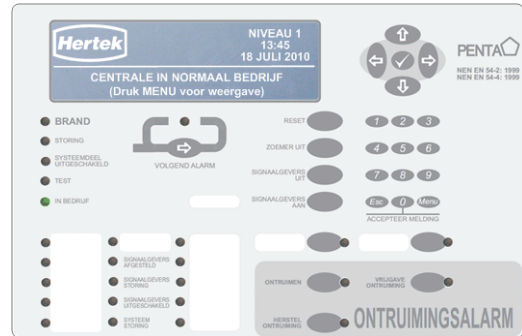 Hertek
NIVEAU 1
13:45
18 JULI 2010
CENTRALE IN NORMAAL BEDRIJF
(Druk MENU voor weergave)
PENTA
NEN EN 54-2: 1999
NEN EN 54-4: 1999
BRAND
STORING
SYSTEEMDEEL
UITGESCHAKELD
TEST
IN BEDRIJF
VOLGEND ALARM
RESET
ZOEMER UIT
SIGNAALGEVERS
UIT
SIGNAALGEVERS
AAN
1 2 3
4 5 6
7 8 9
Esc 0 Menu
ACCEPTEER MELDING
SIGNAALGEVERS
AFGESTELD
SIGNAALGEVERS
STORING
SIGNAALGEVERS
UITGESCHAKELD
SYSTEEM
STORING
ONTRUIMEN
VRIJGAVE
ONTRUIMING
HERSTEL
ONTRUIMING
ONTRUIMINGSALARM